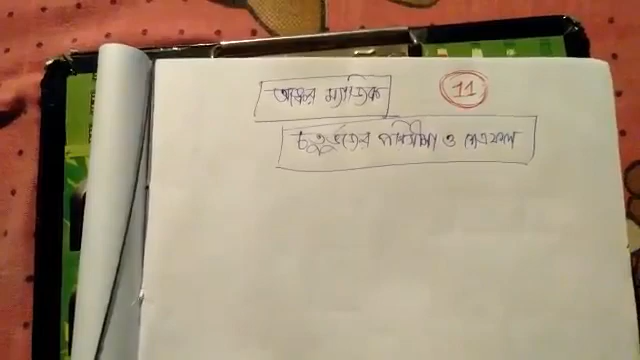 অঙ্কের ম্যাজিক
11
চতুর্ভুজের পরিসীমা ও ক্ষেত্রফল